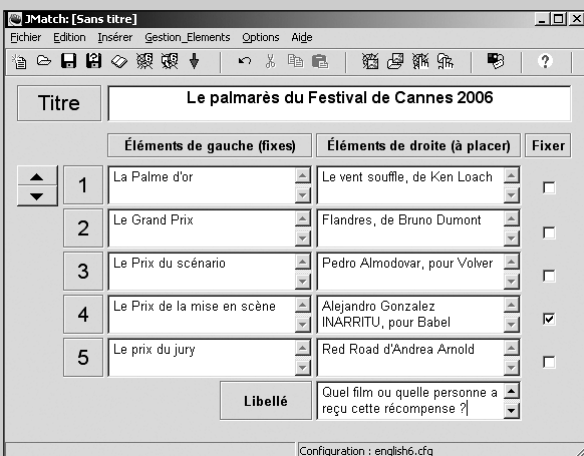 JMatch: [Sans titre]
Fichier Edition Insérer Gestion_Elements Options Aide
?
Titre Le palmarès du Festival de Cannes 2006
Éléments de gauche (fixes) Éléments de droite (à placer) Fixer
1 La Palme d'or Le vent souffle, de Ken Loach
2 Le Grand Prix Flandres, de Bruno Dumont
3 Le Prix du scénario Pedro Almodovar, pour Volver
4 Le Prix de la mise en scène Alejandro Gonzalez
INARRITU, pour Babel
5 Le prix du jury Red Road d'Andrea Arnold
Libellé Quel film ou quelle personne a
reçu cette récompense ?
Configuration : english6.cfg